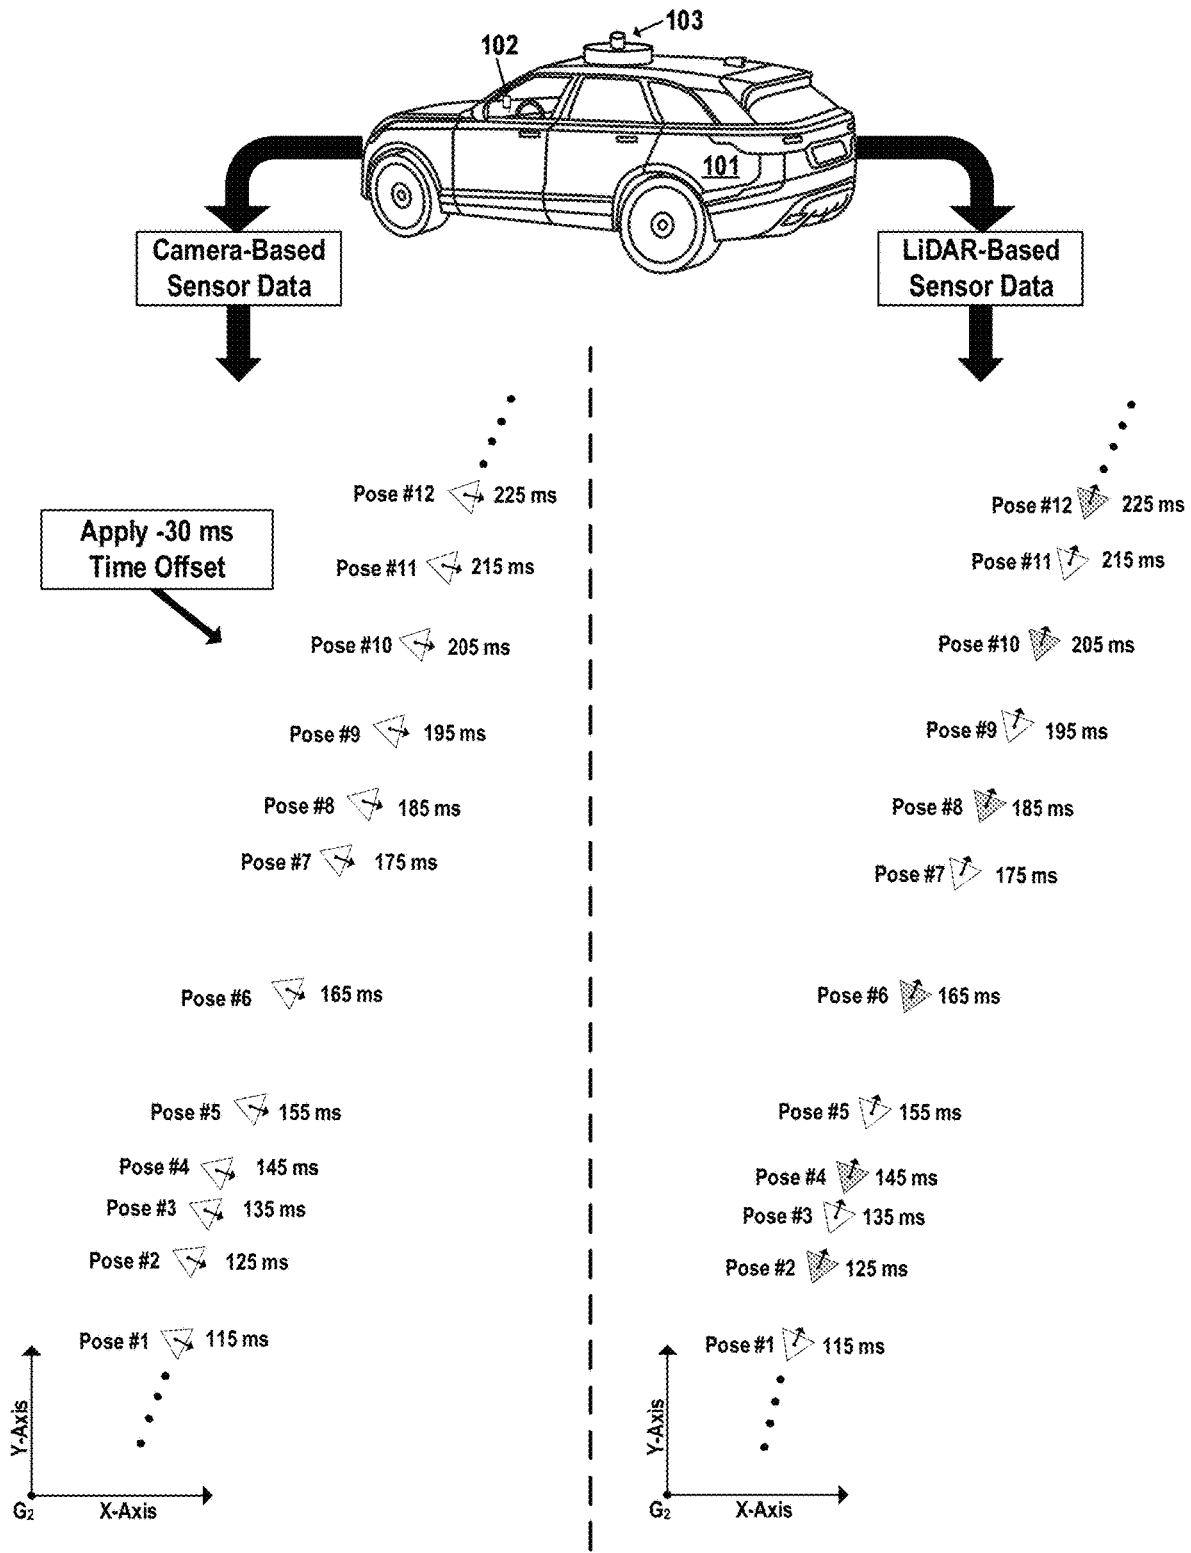 103
102
101
Camera-Based
Sensor Data
LiDAR-Based
Sensor Data
Apply -30 ms
Time Offset
Pose #12 225 ms
Pose #11 215 ms
Pose #10 205 ms
Pose #9 195 ms
Pose #8 185 ms
Pose #7 175 ms
Pose #6 165 ms
Pose #5 155 ms
Pose #4 145 ms
Pose #3 135 ms
Pose #2 125 ms
Pose #1 115 ms
Y-Axis
G2
X-Axis
Pose #12 225 ms
Pose #11 215 ms
Pose #10 205 ms
Pose #9 195 ms
Pose #8 185 ms
Pose #7 175 ms
Pose #6 165 ms
Pose #5 155 ms
Pose #4 145 ms
Pose #3 135 ms
Pose #2 125 ms
Pose #1 115 ms
Y-Axis
G2
X-Axis